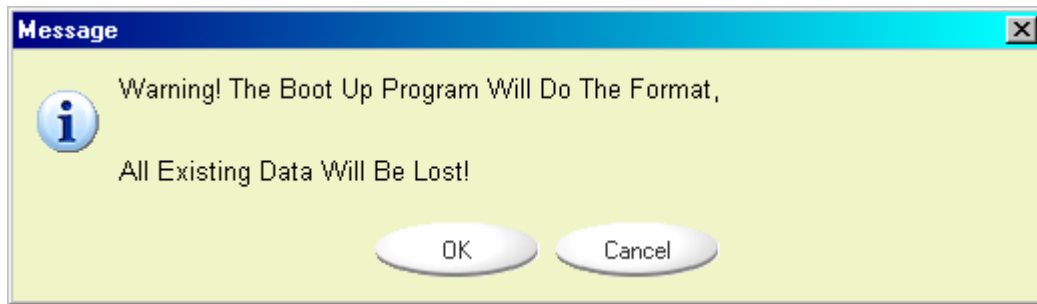 Message
Warning! The Boot Up Program Will Do The Format,
All Existing Data Will Be Lost!
OK Cancel